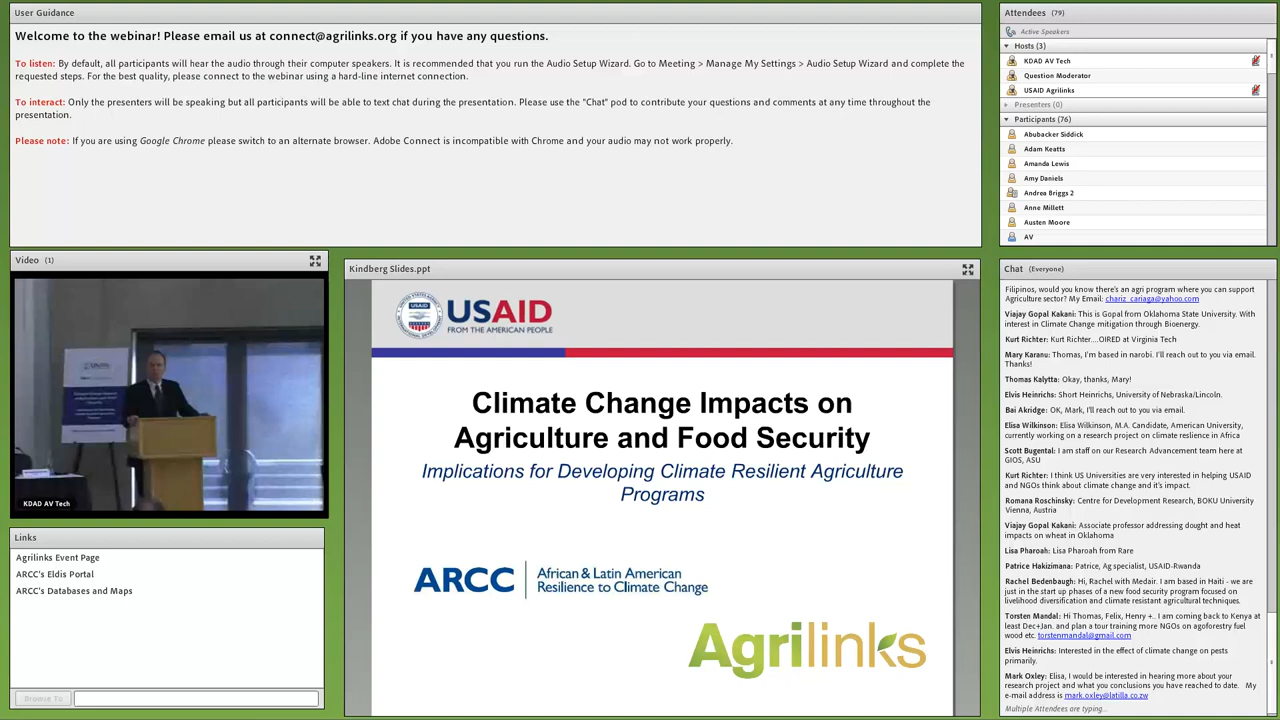 User Guidance
Welcome to the webinar! Please email us at connect@agrilinks.org if you have any questions.
To listen: By default, all participants will hear the audio through their computer speakers. It is recommended that you run the Audio Setup Wizard. Go to Meeting > Manage My Settings > Audio Setup Wizard and complete the
requested steps. For the best quality, please connect to the webinar using a hard-line internet connection.
To interact: Only the presenters will be speaking but all participants will be able to text chat during the presentation. Please use the "Chat" pod to contribute your questions and comments at any time throughout the
presentation.
Please note: If you are using Google Chrome please switch to an alternate browser. Adobe Connect is incompatible with Chrome and your audio may not work properly.
Attendees (79)
Active Speakers
Hosts (3)
KDAD AV Tech
Question Moderator
USAID Agrilinks
Presenters (0)
Participants (76)
Abubacker Siddick
Adam Keatts
Amanda Lewis
Amy Daniels
Andrea Briggs 2
Anne Millett
Austen Moore
AV
Video (1)
USAID
KDAD AV Tech
Links
Agrilinks Event Page
ARCC's Eldis Portal
ARCC's Databases and Maps
Browse To
Kindberg Slides.ppt
USAID
USAID
FROM THE AMERICAN PEOPLE
Climate Change Impacts on
Agriculture and Food Security
Implications for Developing Climate Resilient Agriculture
Programs
ARCC African & Latin American
Resilience to Climate Change
Agrilinks
Chat (Everyone)
Filipinos, would you know there's an agri program where you can support
Agriculture sector? My Email: chariz_cariaga@yahoo.com
Viajay Gopal Kakani: This is Gopal from Oklahoma State University. With
interest in Climate Change mitigation through Bioenergy.
Kurt Richter: Kurt Richter....OIRED at Virginia Tech
Mary Karanu: Thomas, I'm based in narobi. I'll reach out to you via email.
Thanks!
Thomas Kalytta: Okay, thanks, Mary!
Elvis Heinrichs: Short Heinrichs, University of Nebraska/Lincoln.
Bai Akridge: OK, Mark, I'll reach out to you via email.
Elisa Wilkinson: Elisa Wilkinson, M.A. Candidate, American University,
currently working on a research project on climate reslience in Africa
Scott Bugental: I am staff on our Research Advancement team here at
GIOS, ASU
Kurt Richter: I think US Universities are very interested in helping USAID
and NGOs think about climate change and it's impact.
Romana Roschinsky: Centre for Development Research, BOKU University
Vienna, Austria
Viajay Gopal Kakani: Associate professor addressing dought and heat
impacts on wheat in Oklahoma
Lisa Pharoah: Lisa Pharoah from Rare
Patrice Hakizimana: Patrice, Ag specialist, USAID-Rwanda
Rachel Bedenbaugh: Hi, Rachel with Medair. I am based in Haiti - we are
just in the start up phases of a new food security program focused on
livelihood diversification and climate resistant agricultural techniques.
Torsten Mandal: Hi Thomas, Felix, Henry +.. I am coming back to Kenya at
least Dec+Jan. and plan a tour training more NGOs on agoforestry fuel
wood etc. torstenmandal@gmail.com
Elvis Heinrichs: Interested in the effect of climate change on pests
primarily.
Mark Oxley: Elisa, I would be interested in hearing more about your
research project and what you conclusions you have reached to date. My
e-mail address is mark.oxley@latilla.co.zw
Multiple Attendees are typing...